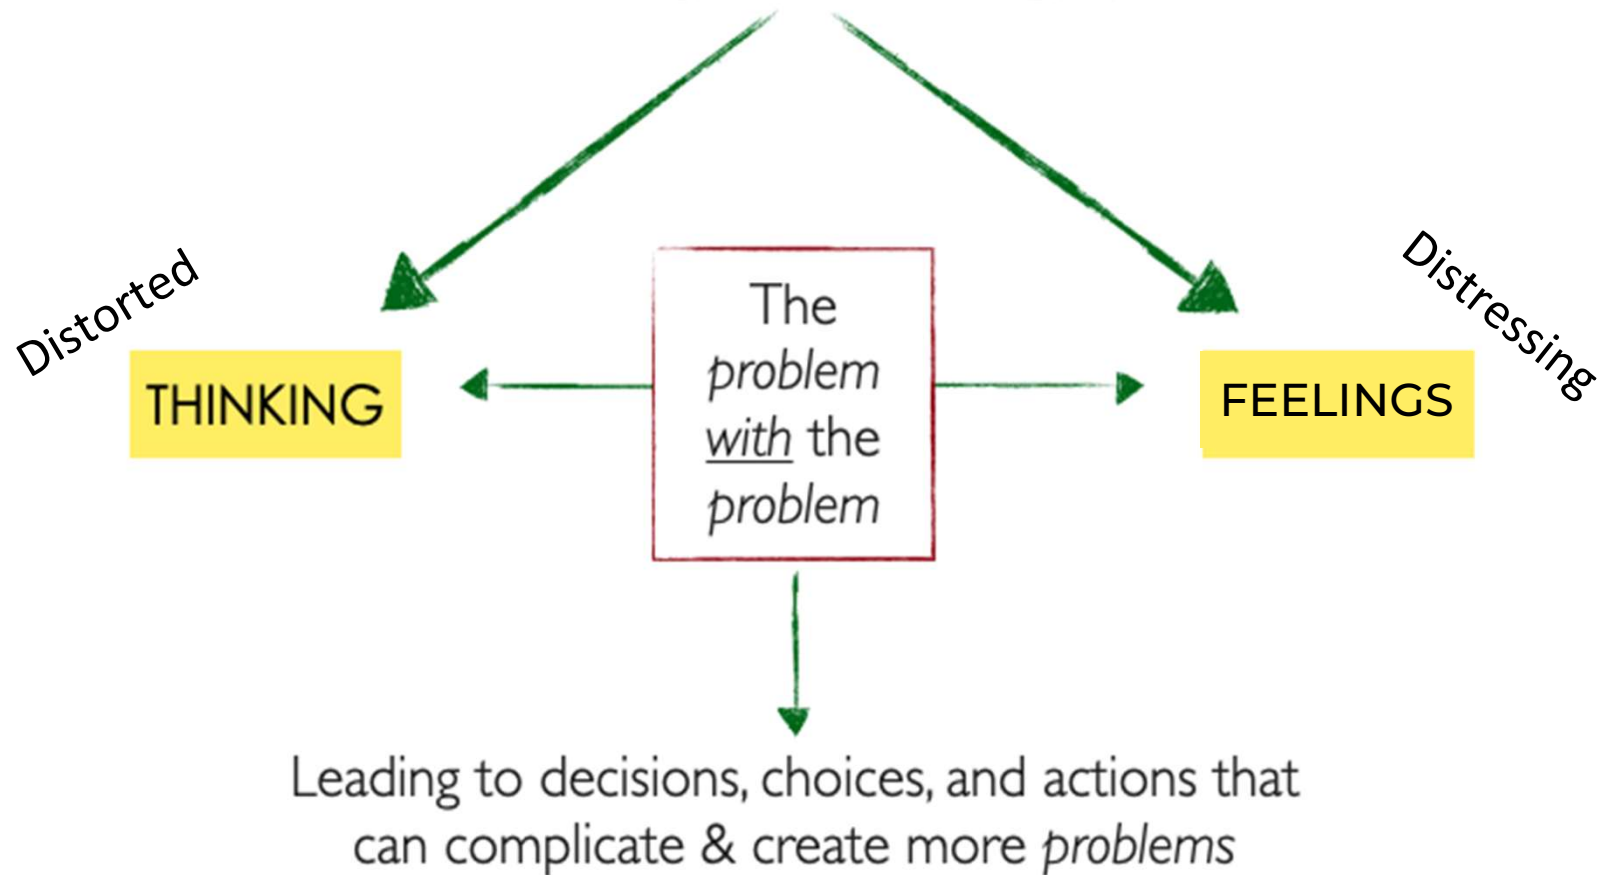 Distorted
Distressing
THINKING
The
problem
with the
problem
FEELINGS
Leading to decisions, choices, and actions that
can complicate & create more problems